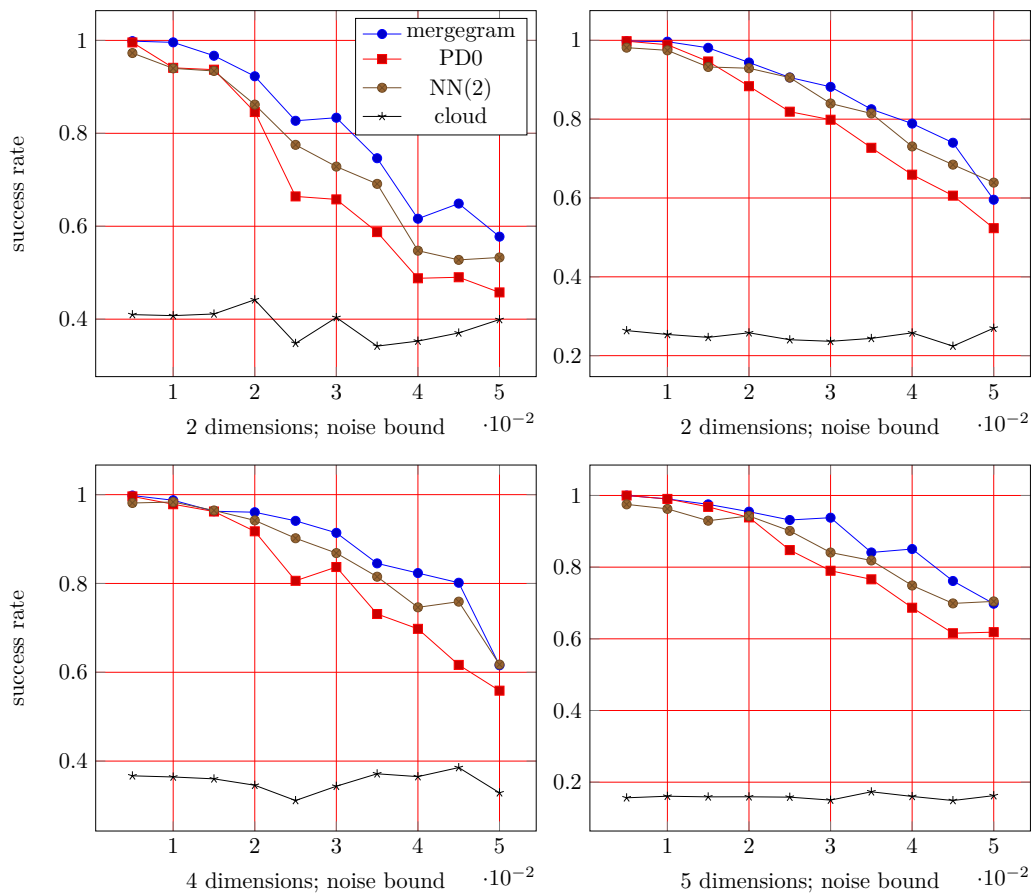 mergegram
PD0
NN(2)
cloud
success rate
1
0.8
0.6
0.4
1 2 3 4 5
2 dimensions; noise bound ·10⁻²
1
0.8
0.6
0.4
0.2
1 2 3 4 5
2 dimensions; noise bound ·10⁻²
success rate
1
0.8
0.6
0.4
1 2 3 4 5
4 dimensions; noise bound ·10⁻²
1
0.8
0.6
0.4
0.2
1 2 3 4 5
5 dimensions; noise bound ·10⁻²